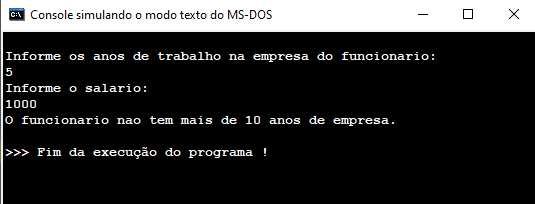 Console simulando o modo texto do MS-DOS
Informe os anos de trabalho na empresa do funcionario:
5
Informe o salario:
1000
O funcionario nao tem mais de 10 anos de empresa.
>>> Fim da execução do programa !